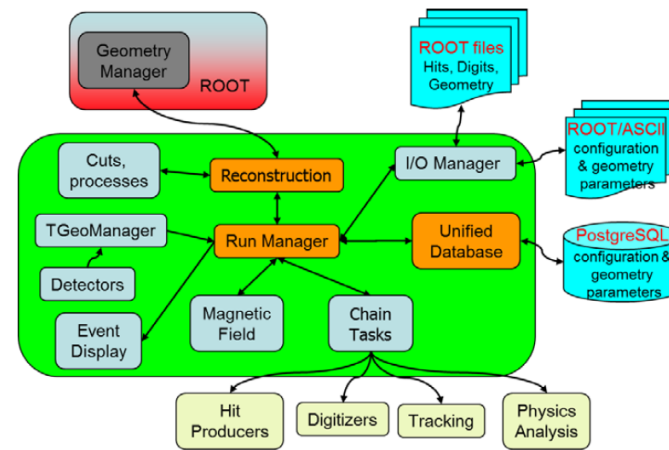 Geometry
Manager
ROOT
ROOT files
Hits, Digits,
Geometry
ROOT/ASCII
configuration
& geometry
parameters
Cuts,
processes
Reconstruction
I/O Manager
TGeoManager
Run Manager
Unified
Database
PostgreSQL
configuration &
geometry
parameters
Detectors
Event
Display
Magnetic
Field
Chain
Tasks
Hit
Producers
Digitizers
Tracking
Physics
Analysis